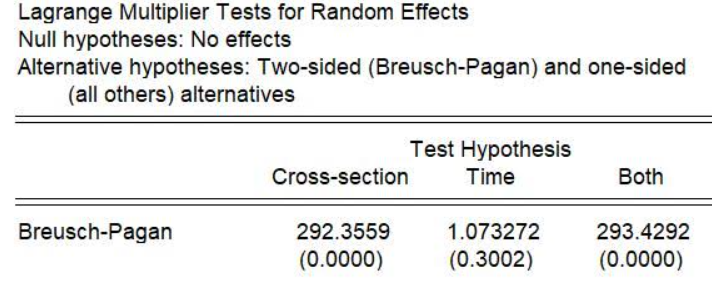 Lagrange Multiplier Tests for Random Effects
Null hypotheses: No effects
Alternative hypotheses: Two-sided (Breusch-Pagan) and one-sided
(all others) alternatives
Test Hypothesis
Cross-section Time Both
Breusch-Pagan 292.3559 1.073272 293.4292
(0.0000) (0.3002) (0.0000)